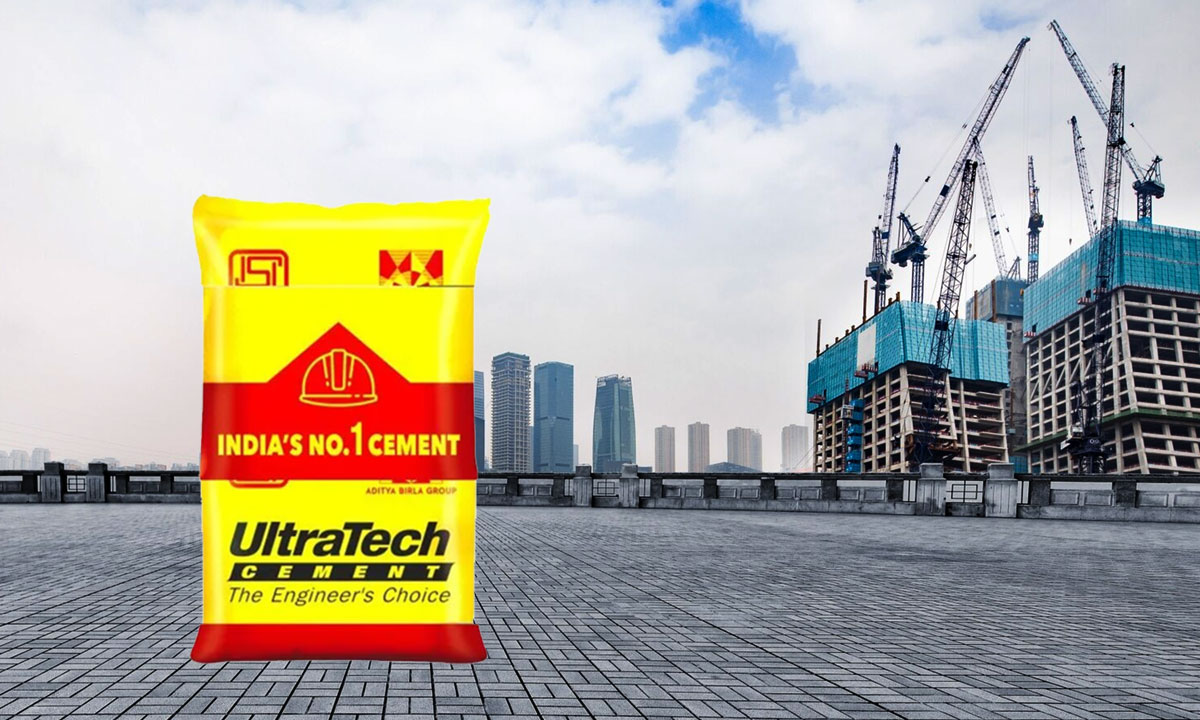 INDIA'S NO.1 CEMENT
ADITYA BIRLA GROUP
UltraTech
CEMENT
The Engineer's Choice